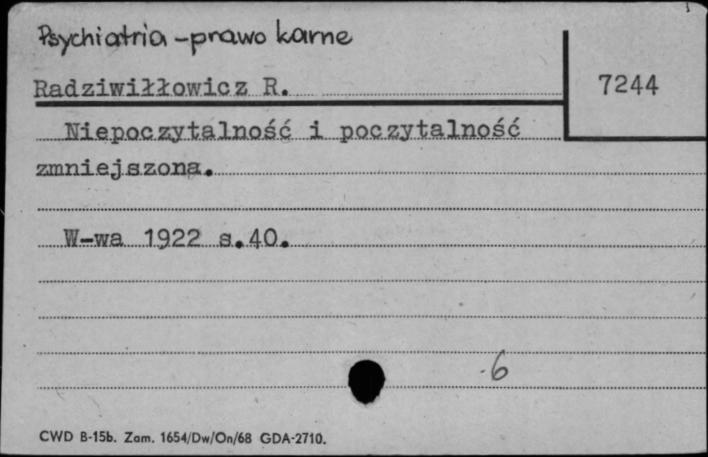 Psychiatria - prawo karne
Radziwiłłowicz R.
7244
Niepoczytalność i poczytalność
zmniejszona.
W-wa 1922 s.40.
6
CWD B-15b. Zam. 1654/Dw/On/68 GDA-2710.